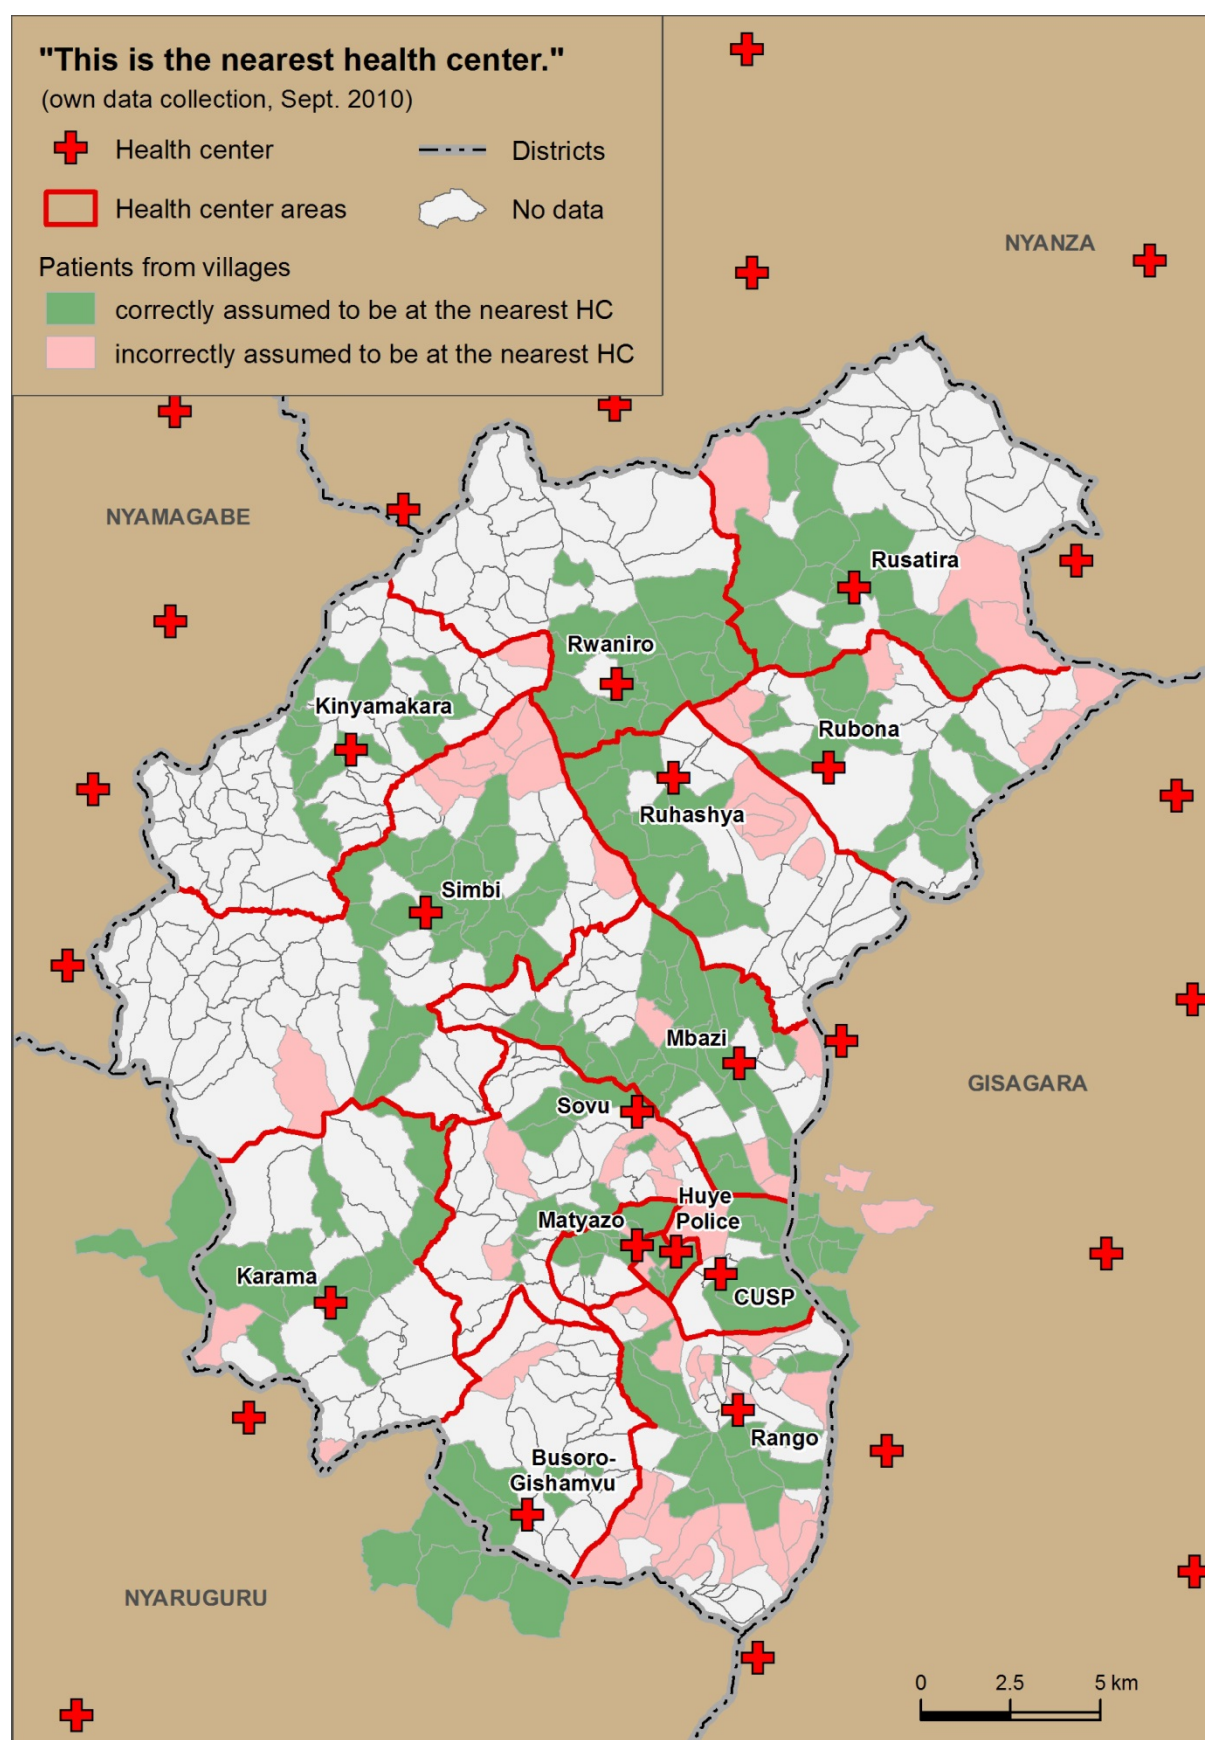 "This is the nearest health center."
(own data collection, Sept. 2010)
Health center
Districts
Health center areas
No data
Patients from villages
correctly assumed to be at the nearest HC
incorrectly assumed to be at the nearest HC
NYANZA
NYAMAGABE
Rusatira
Rwaniro
Kinyamakara
Rubona
Ruhashya
Simbi
Mbazi
GISAGARA
Sovu
Huye
Police
Matyazo
Karama
CUSP
Rango
Busoro-
Gishamvu
NYARUGURU
0 2.5 5 km